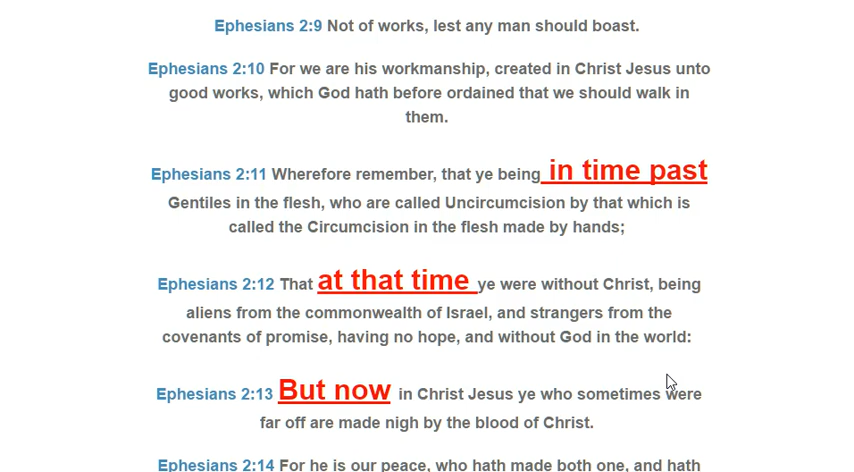 Ephesians 2:9 Not of works, lest any man should boast.
Ephesians 2:10 For we are his workmanship, created in Christ Jesus unto
good works, which God hath before ordained that we should walk in
them.
Ephesians 2:11 Wherefore remember, that ye being in time past
Gentiles in the flesh, who are called Uncircumcision by that which is
called the Circumcision in the flesh made by hands;
Ephesians 2:12 That at that time ye were without Christ, being
aliens from the commonwealth of Israel, and strangers from the
covenants of promise, having no hope, and without God in the world:
Ephesians 2:13 But now in Christ Jesus ye who sometimes were
far off are made nigh by the blood of Christ.
Ephesians 2:14 For he is our peace, who hath made both one, and hath